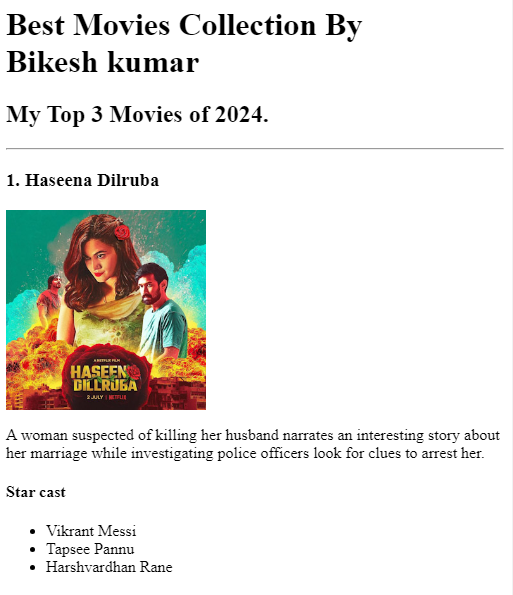 Best Movies Collection By
Bikesh kumar
My Top 3 Movies of 2024.
1. Haseena Dilruba
A NETFLIX FILM
HASEEN
DILLRUBA
2 JULY | NETFLIX
A woman suspected of killing her husband narrates an interesting story about
her marriage while investigating police officers look for clues to arrest her.
Star cast
• Vikrant Messi
• Tapsee Pannu
• Harshvardhan Rane